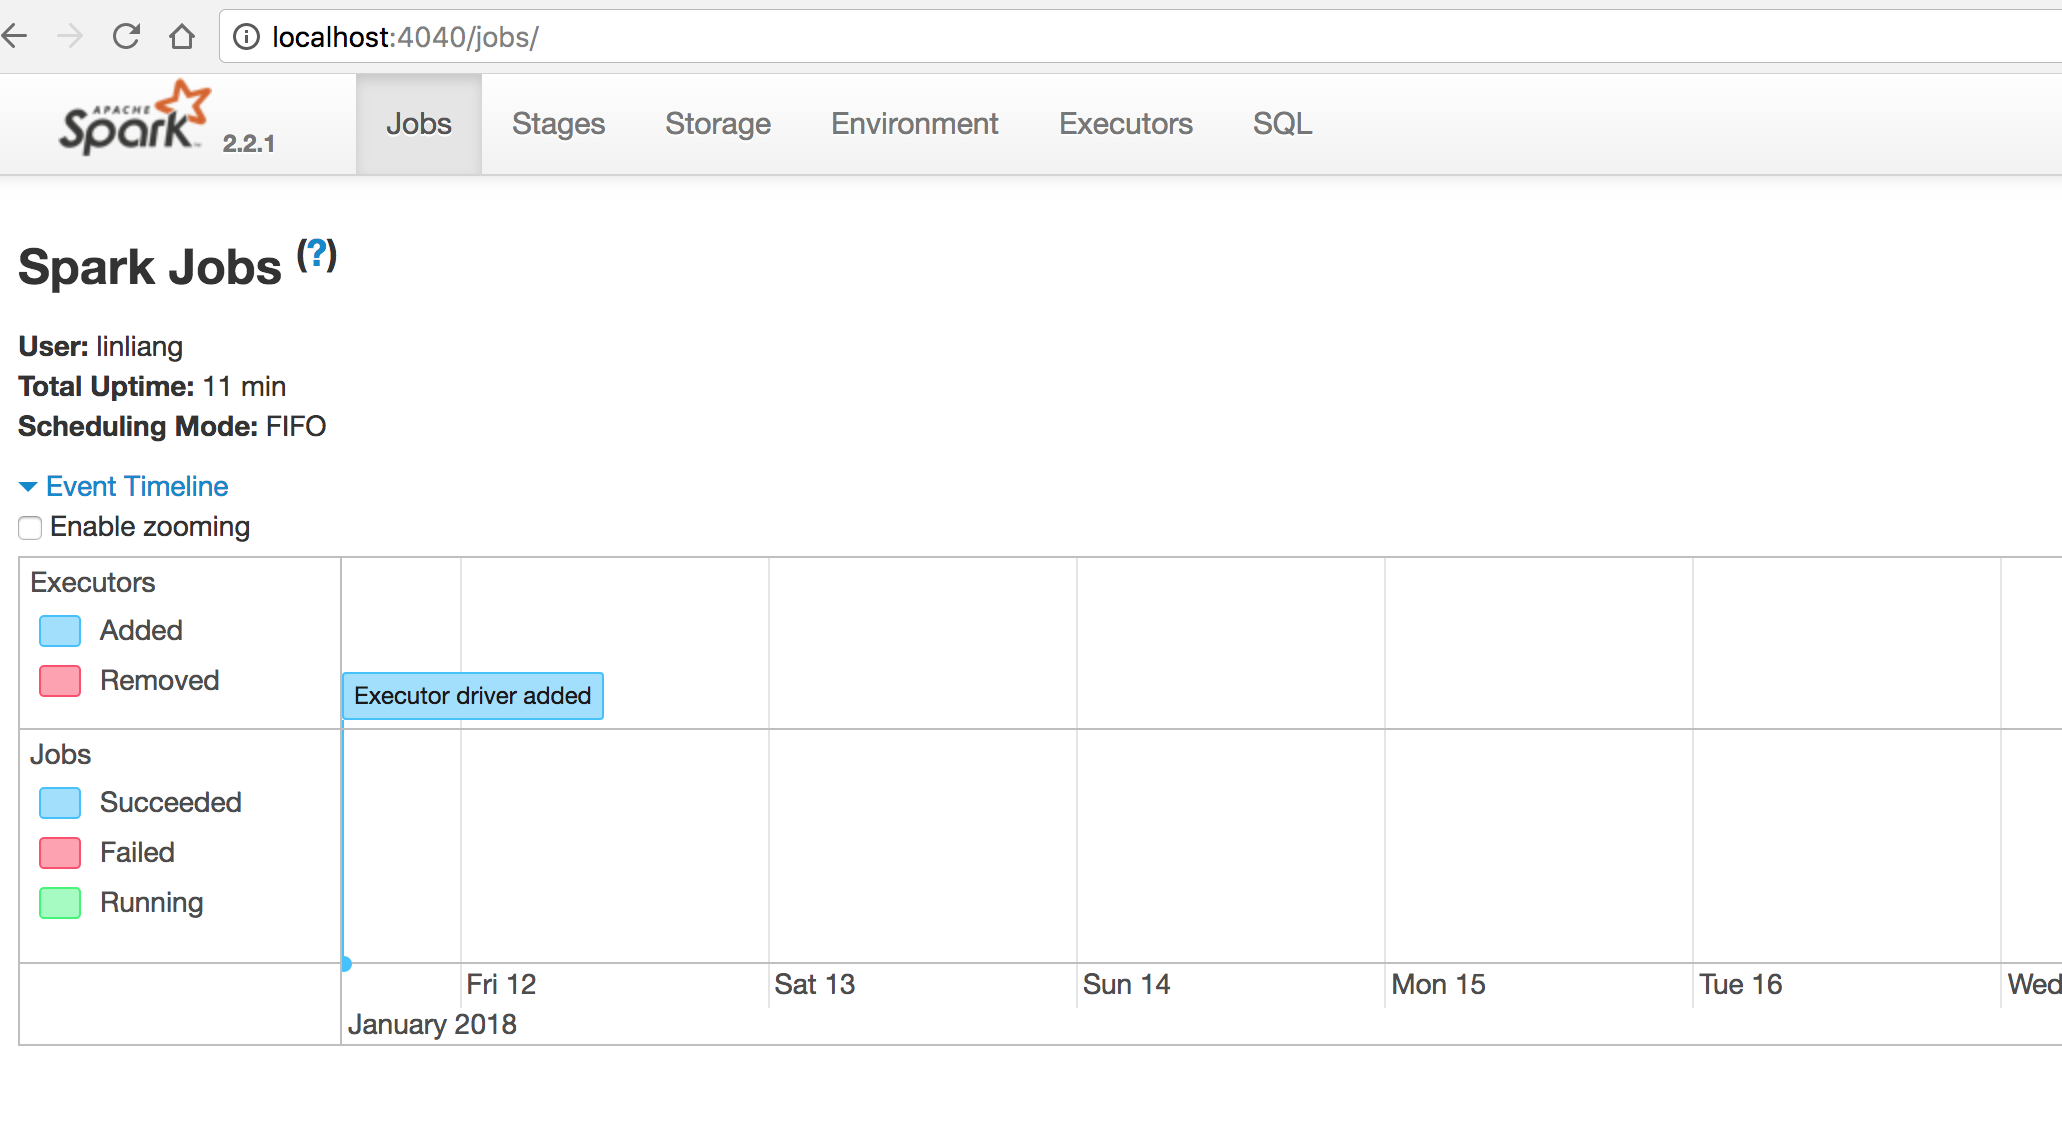 localhost:4040/jobs/
APACHE
Spark™ 2.2.1 Jobs Stages Storage Environment Executors SQL
Spark Jobs (?)
User: linliang
Total Uptime: 11 min
Scheduling Mode: FIFO
Event Timeline
Enable zooming
Executors
Added
Removed
Executor driver added
Jobs
Succeeded
Failed
Running
Fri 12 Sat 13 Sun 14 Mon 15 Tue 16 Wed
January 2018